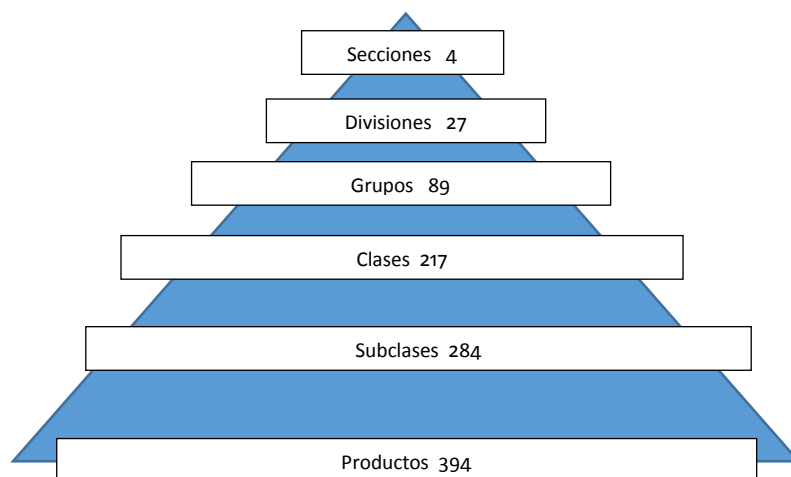 Secciones 4
Divisiones 27
Grupos 89
Clases 217
Subclases 284
Productos 394